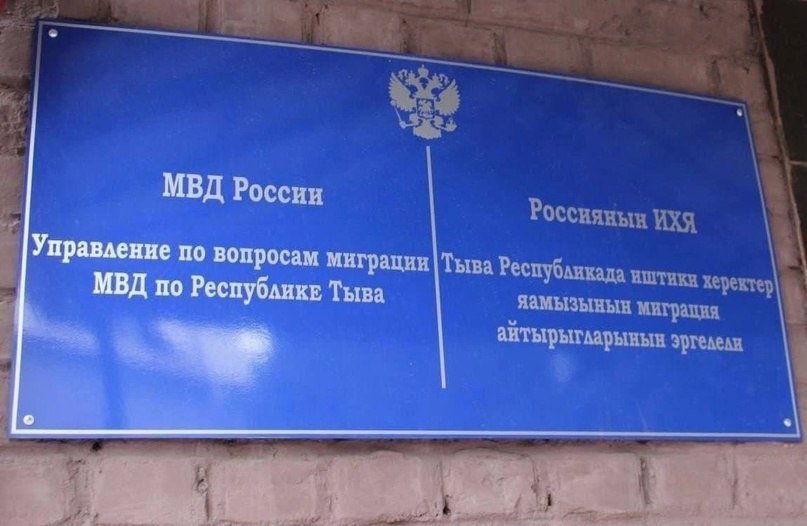 МВД России
Управление по вопросам миграции
МВД по Республике Тыва
Россиянын ИХЯ
Тыва Республикада иштики херектер
яамызынын миграция
айтырыгларынын эргелели